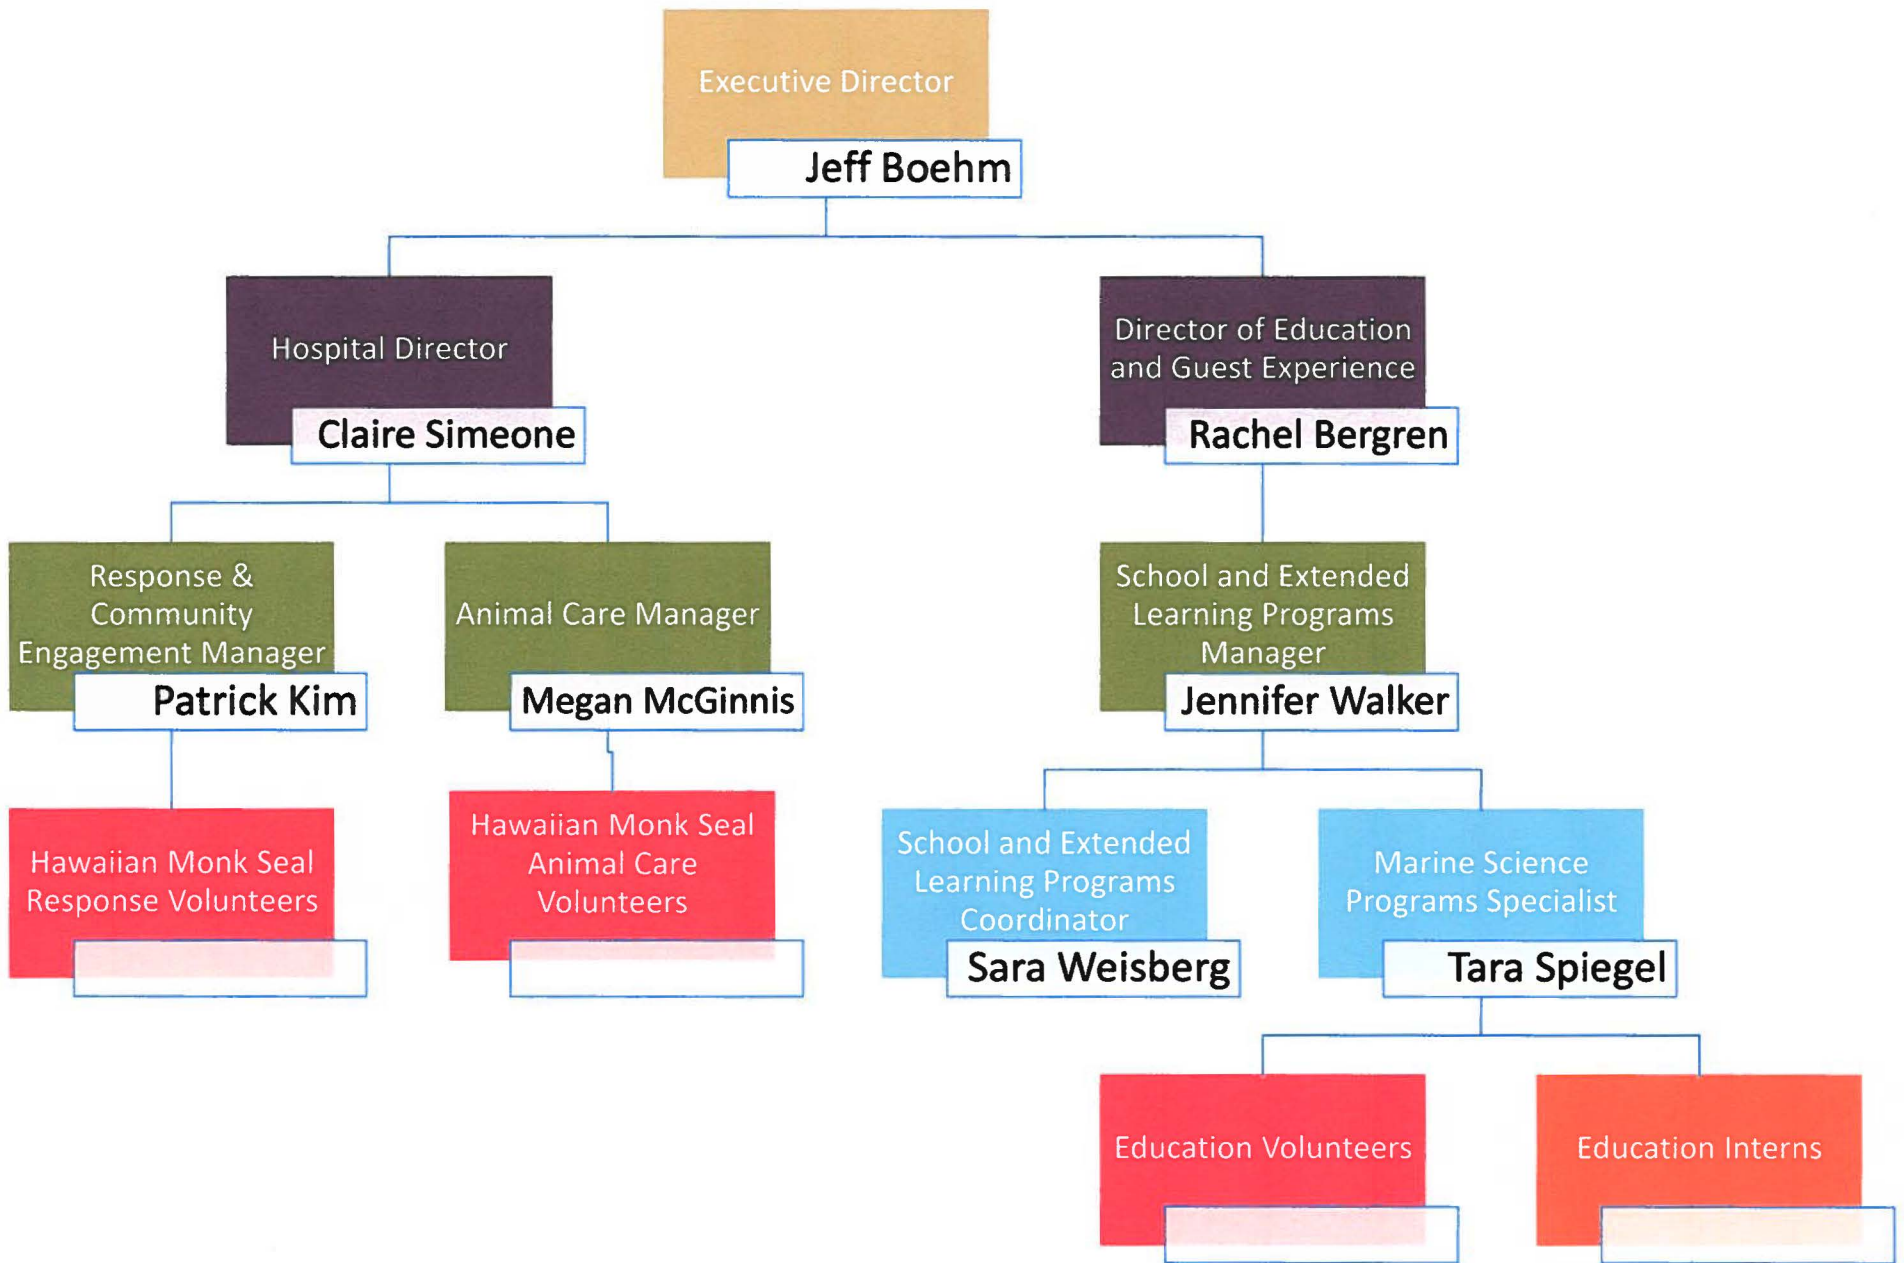 Executive Director
Jeff Boehm
Hospital Director
Claire Simeone
Director of Education
and Guest Experience
Rachel Bergren
Response &
Community
Engagement Manager
Patrick Kim
Animal Care Manager
Megan McGinnis
School and Extended
Learning Programs
Manager
Jennifer Walker
Hawaiian Monk Seal
Response Volunteers
Hawaiian Monk Seal
Animal Care
Volunteers
School and Extended
Learning Programs
Coordinator
Sara Weisberg
Marine Science
Programs Specialist
Tara Spiegel
Education Volunteers
Education Interns